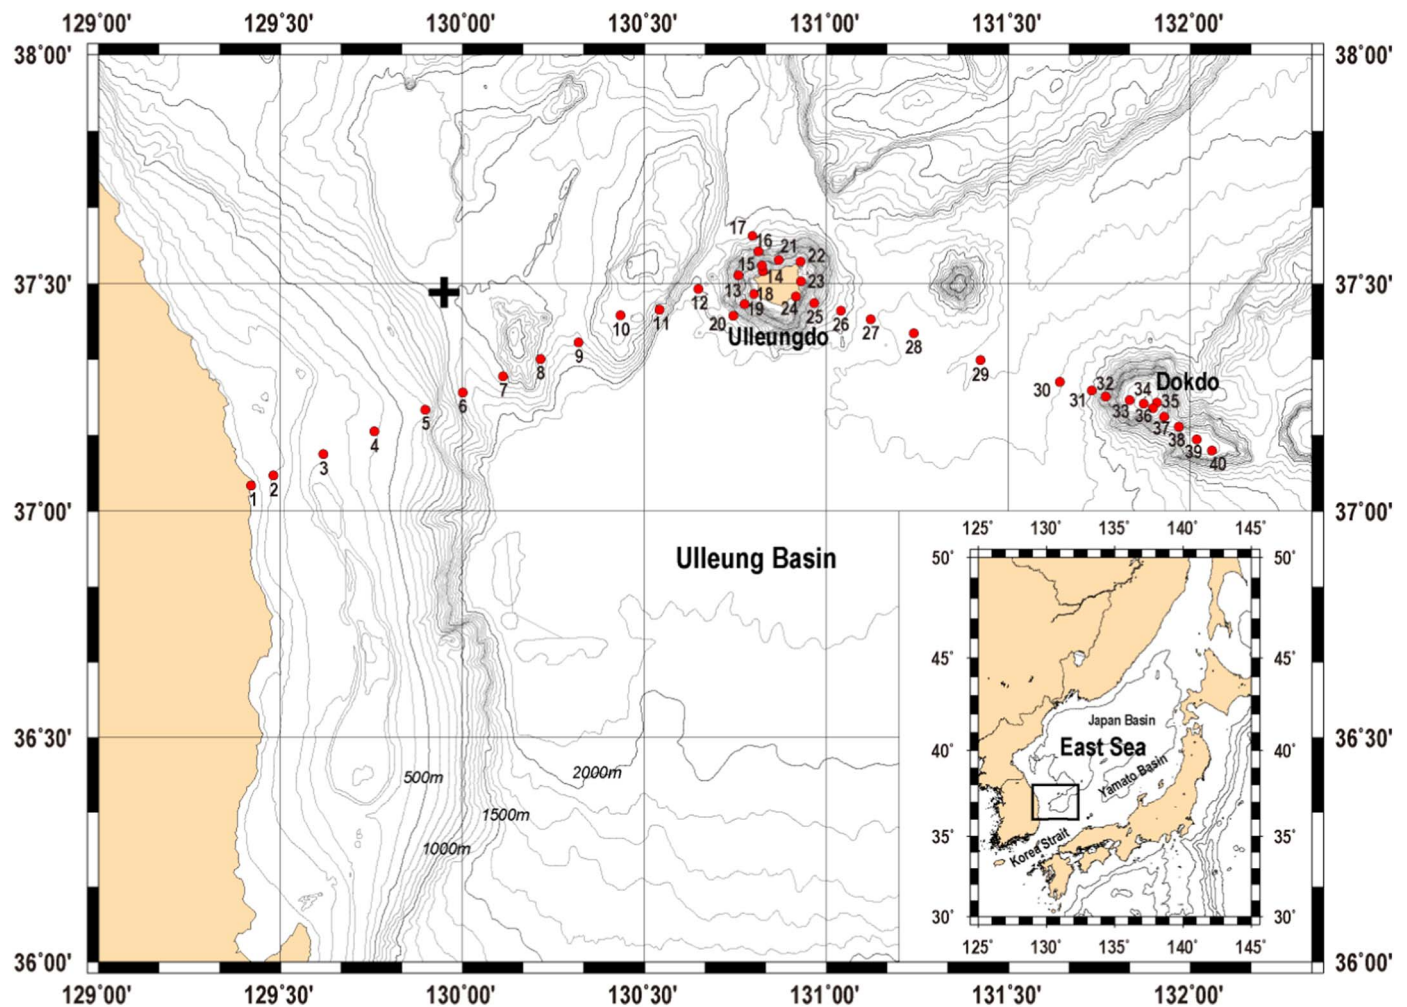 129˚00' 129˚30' 130˚00' 130˚30' 131˚00' 131˚30' 132˚00'
38˚00' 38˚00'
17
16 21 22
15
37˚30' 14 23 37˚30'
13 18
12 19 24 25
20 26 27
10 11
Ulleungdo 28
9
8 29
7 30 31 32 34 Dokdo
6 33 36 35
5 37
4 38
3 39 40
1 2
37˚00' 37˚00'
Ulleung Basin
36˚30' 36˚30'
500m 2000m
1500m
1000m
36˚00' 36˚00'
129˚00' 129˚30' 130˚00' 130˚30' 131˚00' 131˚30' 132˚00'
125˚ 130˚ 135˚ 140˚ 145˚
50˚ 50˚
45˚ 45˚
Japan Basin
40˚ East Sea 40˚
Yamato Basin
35˚ 35˚
Korea Strait
30˚ 30˚
125˚ 130˚ 135˚ 140˚ 145˚